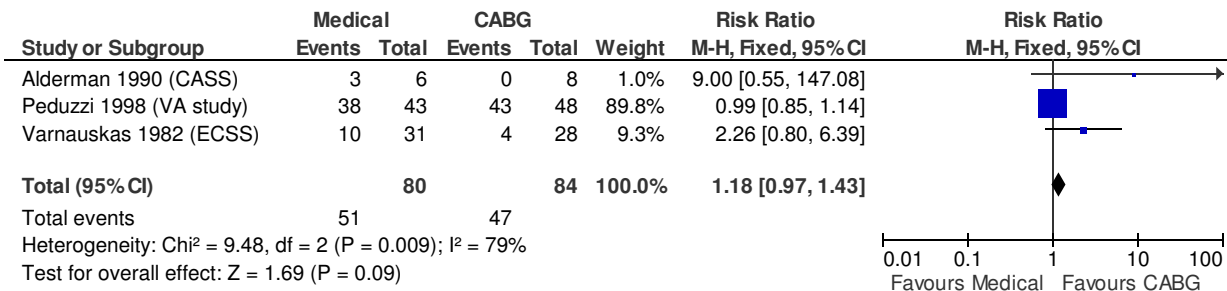 Medical CABG Risk Ratio Risk Ratio
Study or Subgroup Events Total Events Total Weight M-H, Fixed, 95% CI M-H, Fixed, 95% CI
Alderman 1990 (CASS) 3 6 0 8 1.0% 9.00 [0.55, 147.08]
Peduzzi 1998 (VA study) 38 43 43 48 89.8% 0.99 [0.85, 1.14]
Varnauskas 1982 (ECSS) 10 31 4 28 9.3% 2.26 [0.80, 6.39]
Total (95% CI) 80 84 100.0% 1.18 [0.97, 1.43]
Total events 51 47
Heterogeneity: Chi² = 9.48, df = 2 (P = 0.009); I² = 79%
Test for overall effect: Z = 1.69 (P = 0.09)
0.01 0.1 1 10 100
Favours Medical Favours CABG